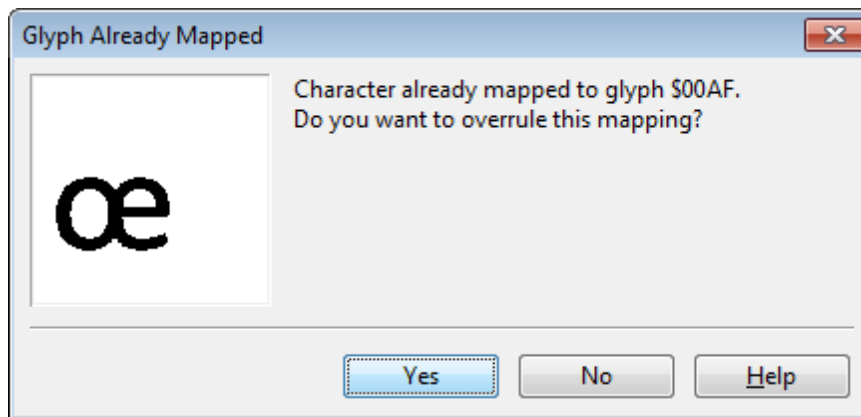 Glyph Already Mapped
Character already mapped to glyph $00AF.
Do you want to overrule this mapping?
œ
Yes
No
Help